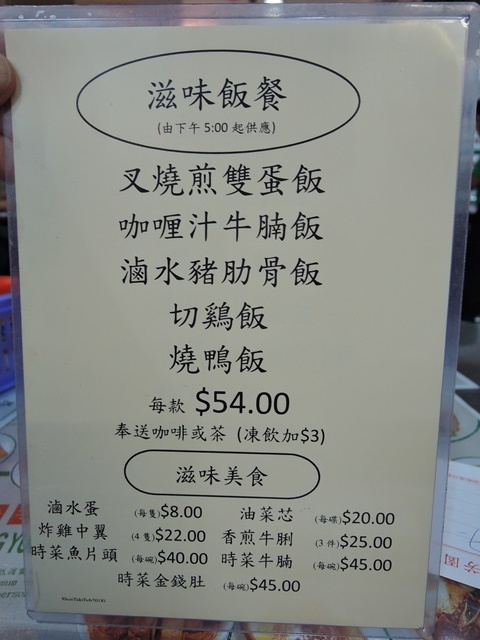 滋味飯餐
(由下午 5:00 起供應)
叉燒煎雙蛋飯
咖喱汁牛腩飯
滷水豬肋骨飯
切鷄飯
燒鴨飯
每款 $54.00
奉送咖啡或茶 (凍飲加$3)
滋味美食
滷水蛋 (每隻)$8.00 油菜芯 (每碟)$20.00
炸雞中翼 (4 隻)$22.00 香煎牛脷 (3 件)$25.00
時菜魚片頭 (每碗)$40.00 時菜牛腩 (每碗)$45.00
時菜金錢肚 (每碗)$45.00